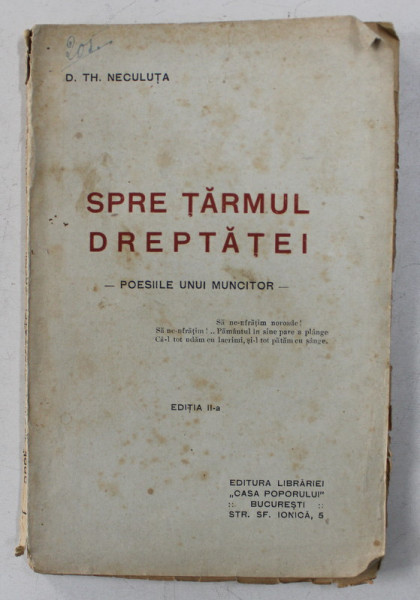 D. TH. NECULUȚA
SPRE ȚĂRMUL
DREPTĂȚEI
— POESIILE UNUI MUNCITOR —
Să ne-nfrățim noroade!
Să ne-nfrățim!.. Pământul în sine pare a plânge
Că-l tot udăm cu lacrimi, și-l tot pătăm cu sânge.
EDIȚIA II-a
EDITURA LIBRĂRIEI
„CASA POPORULUI"
:: BUCUREȘTI ::
STR. SF. IONICĂ, 5